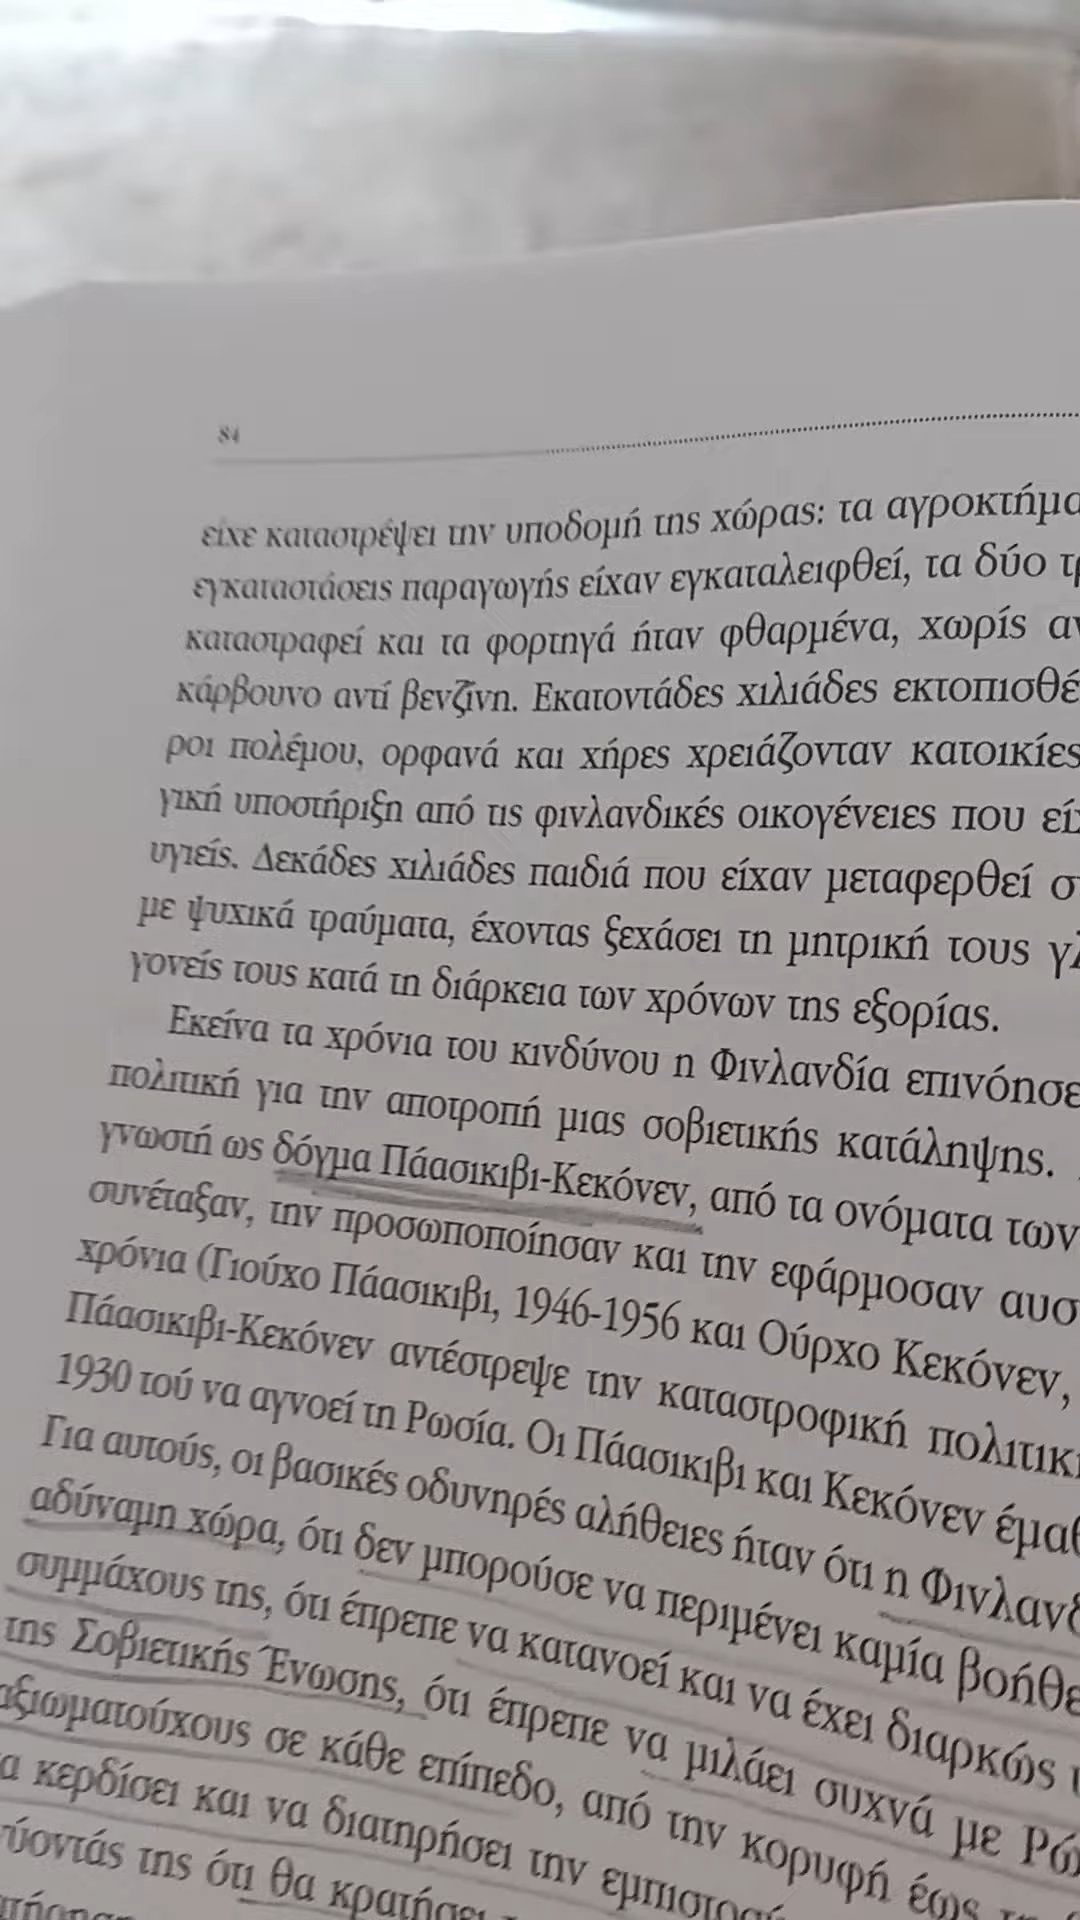 84
είχε καταστρέψει την υποδομή της χώρας: τα αγροκτήμα
εγκαταστάσεις παραγωγής είχαν εγκαταλειφθεί, τα δύο τρ
καταστραφεί και τα φορτηγά ήταν φθαρμένα, χωρίς αν
κάρβουνο αντί βενζίνη. Εκατοντάδες χιλιάδες εκτοπισθέ
ροι πολέμου, ορφανά και χήρες χρειάζονταν κατοικίες
γική υποστήριξη από τις φινλανδικές οικογένειες που εί
υγιείς. Δεκάδες χιλιάδες παιδιά που είχαν μεταφερθεί σ
με ψυχικά τραύματα, έχοντας ξεχάσει τη μητρική τους γλ
γονείς τους κατά τη διάρκεια των χρόνων της εξορίας.
Εκείνα τα χρόνια του κινδύνου η Φινλανδία επινόησε
πολιτική για την αποτροπή μιας σοβιετικής κατάληψης.
γνωστή ως δόγμα Πάασικιβι-Κεκόνεν, από τα ονόματα των
συνέταξαν, την προσωποποίησαν και την εφάρμοσαν αυσ
χρόνια (Γιούχο Πάασικιβι, 1946-1956 και Ούρχο Κεκόνεν,
Πάασικιβι-Κεκόνεν αντέστρεψε την καταστροφική πολιτικ
1930 τού να αγνοεί τη Ρωσία. Οι Πάασικιβι και Κεκόνεν έμαθ
Για αυτούς, οι βασικές οδυνηρές αλήθειες ήταν ότι η Φινλανδ
αδύναμη χώρα, ότι δεν μπορούσε να περιμένει καμία βοήθε
συμμάχους της, ότι έπρεπε να κατανοεί και να έχει διαρκώς
της Σοβιετικής Ένωσης, ότι έπρεπε να μιλάει συχνά με Ρώ
αξιωματούχους σε κάθε επίπεδο, από την κορυφή έως
α κερδίσει και να διατηρήσει την εμπιστοσύ
ύοντάς της ότι θα κρατήσει